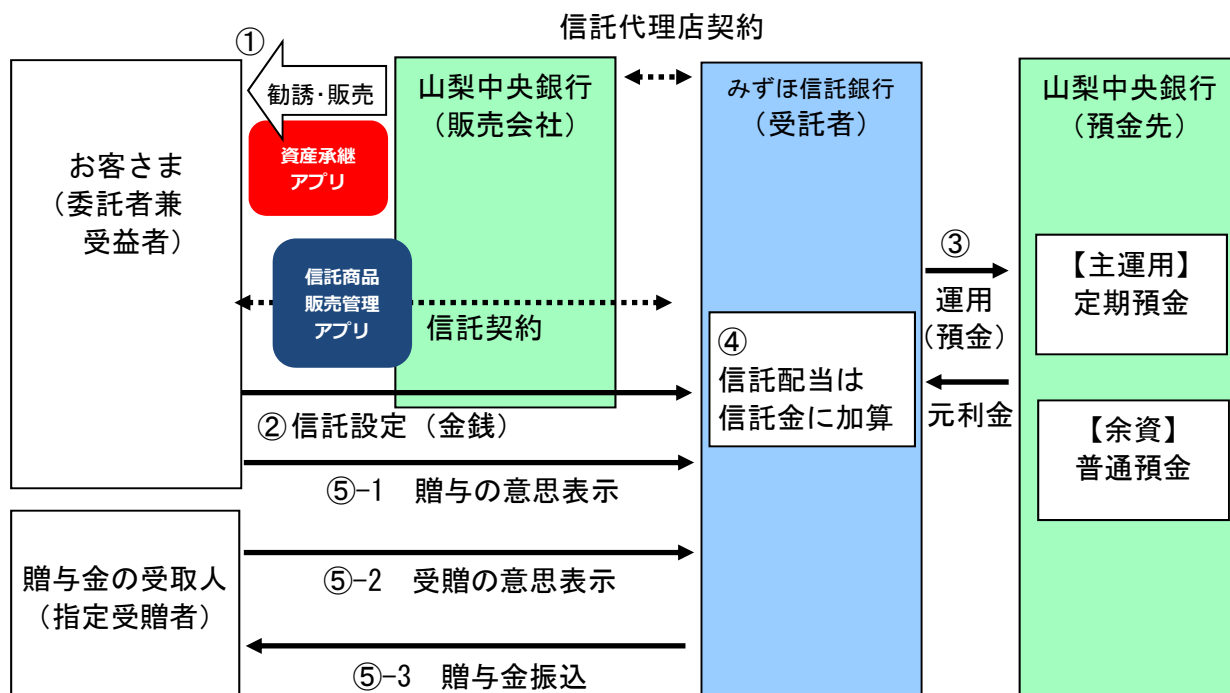 信託代理店契約
①
勧誘・販売
山梨中央銀行
（販売会社）
みずほ信託銀行
（受託者）
山梨中央銀行
（預金先）
資産承継
アプリ
お客さま
（委託者兼
受益者）
信託商品
販売管理
アプリ
信託契約
③
運用
（預金）
【主運用】
定期預金
④
信託配当は
信託金に加算
元利金
②信託設定（金銭）
【余資】
普通預金
⑤-1　贈与の意思表示
贈与金の受取人
（指定受贈者）
⑤-2　受贈の意思表示
⑤-3　贈与金振込